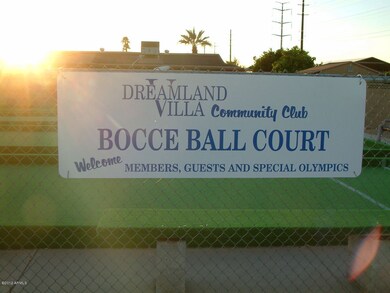 DREAMLAND
VILLA Community Club
BOCCE BALL COURT
Welcome MEMBERS, GUESTS AND SPECIAL OLYMPICS